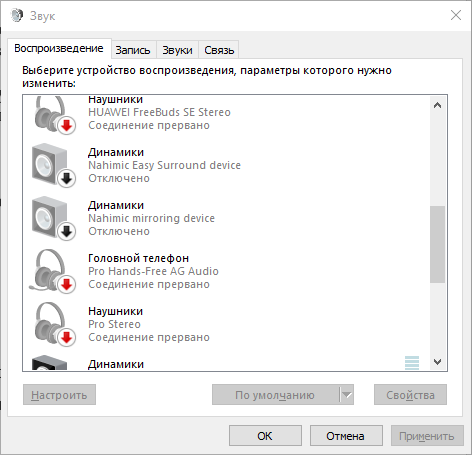 Звук
Воспроизведение
Запись
Звуки
Связь
Выберите устройство воспроизведения, параметры которого нужно
изменить:
Наушники
HUAWEI FreeBuds SE Stereo
Соединение прервано
Динамики
Nahimic Easy Surround device
Отключено
Динамики
Nahimic mirroring device
Отключено
Головной телефон
Pro Hands-Free AG Audio
Соединение прервано
Наушники
Pro Stereo
Соединение прервано
Динамики
Настроить
По умолчанию
Свойства
OK
Отмена
Применить